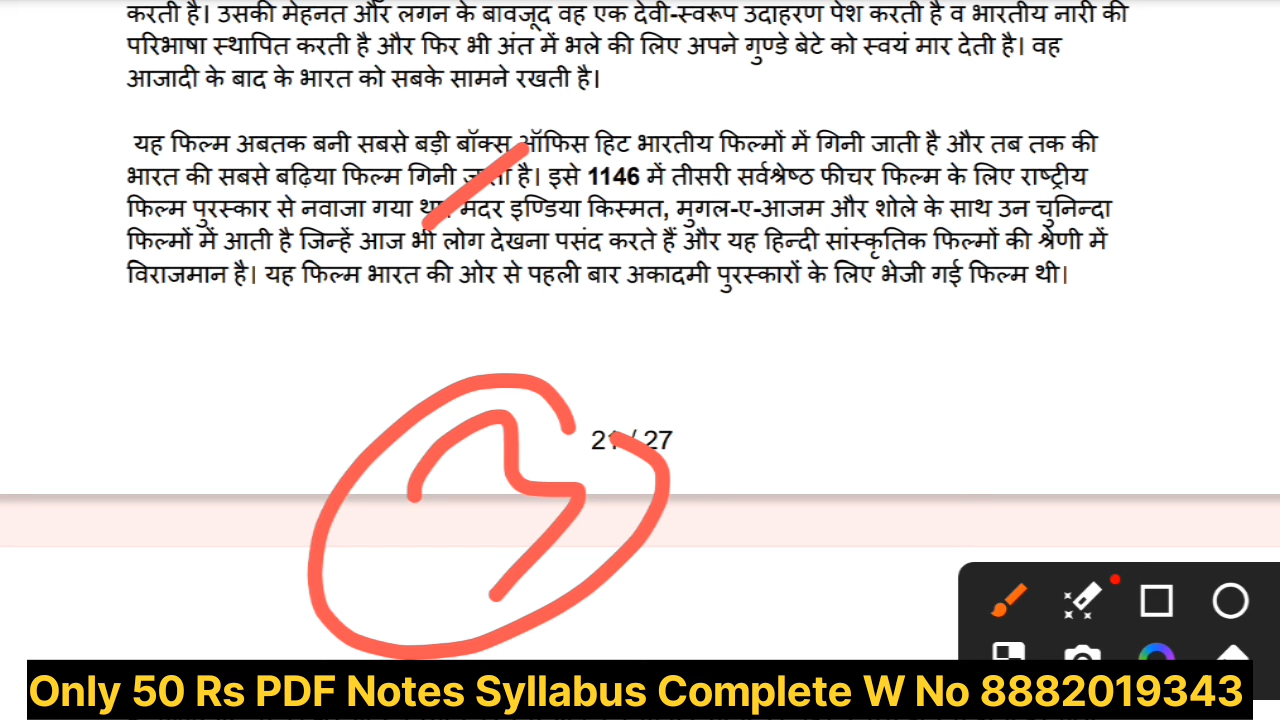 करती है। उसकी मेहनत और लगन के बावजूद वह एक देवी-स्वरूप उदाहरण पेश करती है व भारतीय नारी की
परिभाषा स्थापित करती है और फिर भी अंत में भले की लिए अपने गुण्डे बेटे को स्वयं मार देती है। वह
आजादी के बाद के भारत को सबके सामने रखती है।
यह फिल्म अबतक बनी सबसे बड़ी बॉक्स ऑफिस हिट भारतीय फिल्मों में गिनी जाती है और तब तक की
भारत की सबसे बढ़िया फिल्म गिनी जाती है। इसे 1146 में तीसरी सर्वश्रेष्ठ फीचर फिल्म के लिए राष्ट्रीय
फिल्म पुरस्कार से नवाजा गया था। मदर इण्डिया किस्मत, मुगल-ए-आजम और शोले के साथ उन चुनिन्दा
फिल्मों में आती है जिन्हें आज भी लोग देखना पसंद करते हैं और यह हिन्दी सांस्कृतिक फिल्मों की श्रेणी में
विराजमान है। यह फिल्म भारत की ओर से पहली बार अकादमी पुरस्कारों के लिए भेजी गई फिल्म थी।
21 / 27
Only 50 Rs PDF Notes Syllabus Complete W No 8882019343